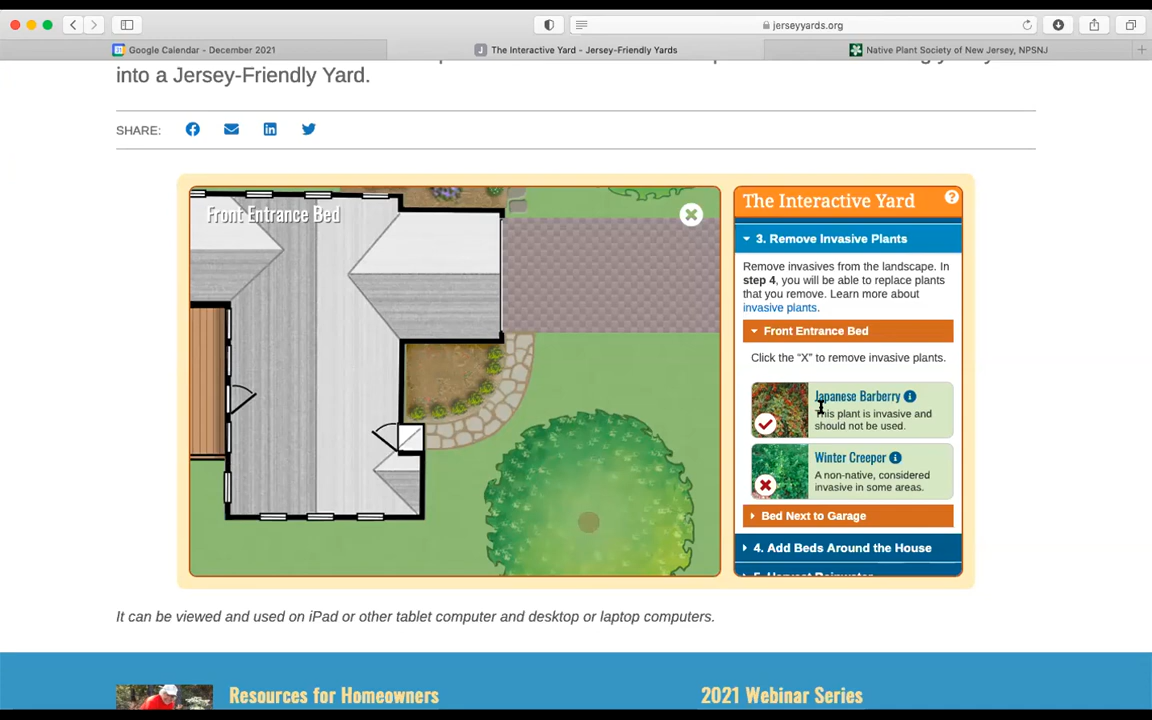 jerseyyards.org
Google Calendar - December 2021
The Interactive Yard - Jersey-Friendly Yards
Native Plant Society of New Jersey, NPSNJ
into a Jersey-Friendly Yard.
SHARE:
Front Entrance Bed
The Interactive Yard
?
3. Remove Invasive Plants
Remove invasives from the landscape. In
step 4, you will be able to replace plants
that you remove. Learn more about
invasive plants.
Front Entrance Bed
Click the "X" to remove invasive plants.
Japanese Barberry
This plant is invasive and
should not be used.
Winter Creeper
A non-native, considered
invasive in some areas.
Bed Next to Garage
4. Add Beds Around the House
5. Harvest Rainwater
It can be viewed and used on iPad or other tablet computer and desktop or laptop computers.
Resources for Homeowners
2021 Webinar Series